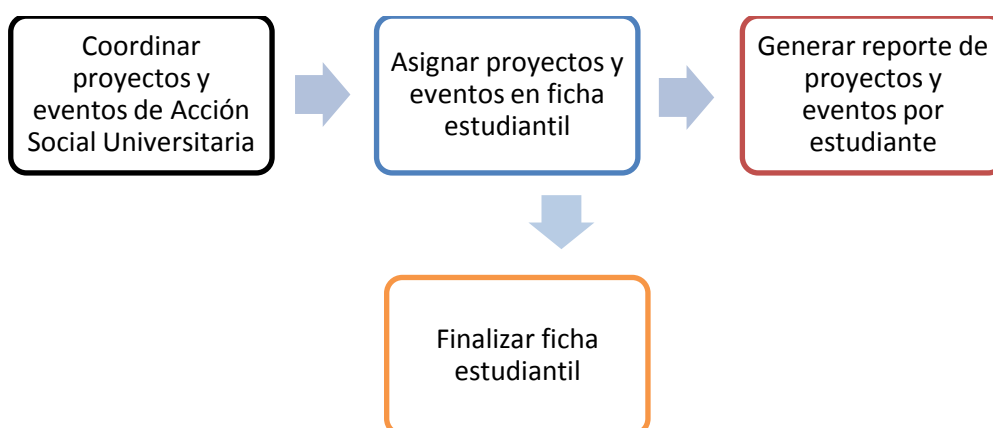 Coordinar
proyectos y
eventos de Acción
Social Universitaria
Asignar proyectos y
eventos en ficha
estudiantil
Generar reporte de
proyectos y
eventos por
estudiante
Finalizar ficha
estudiantil